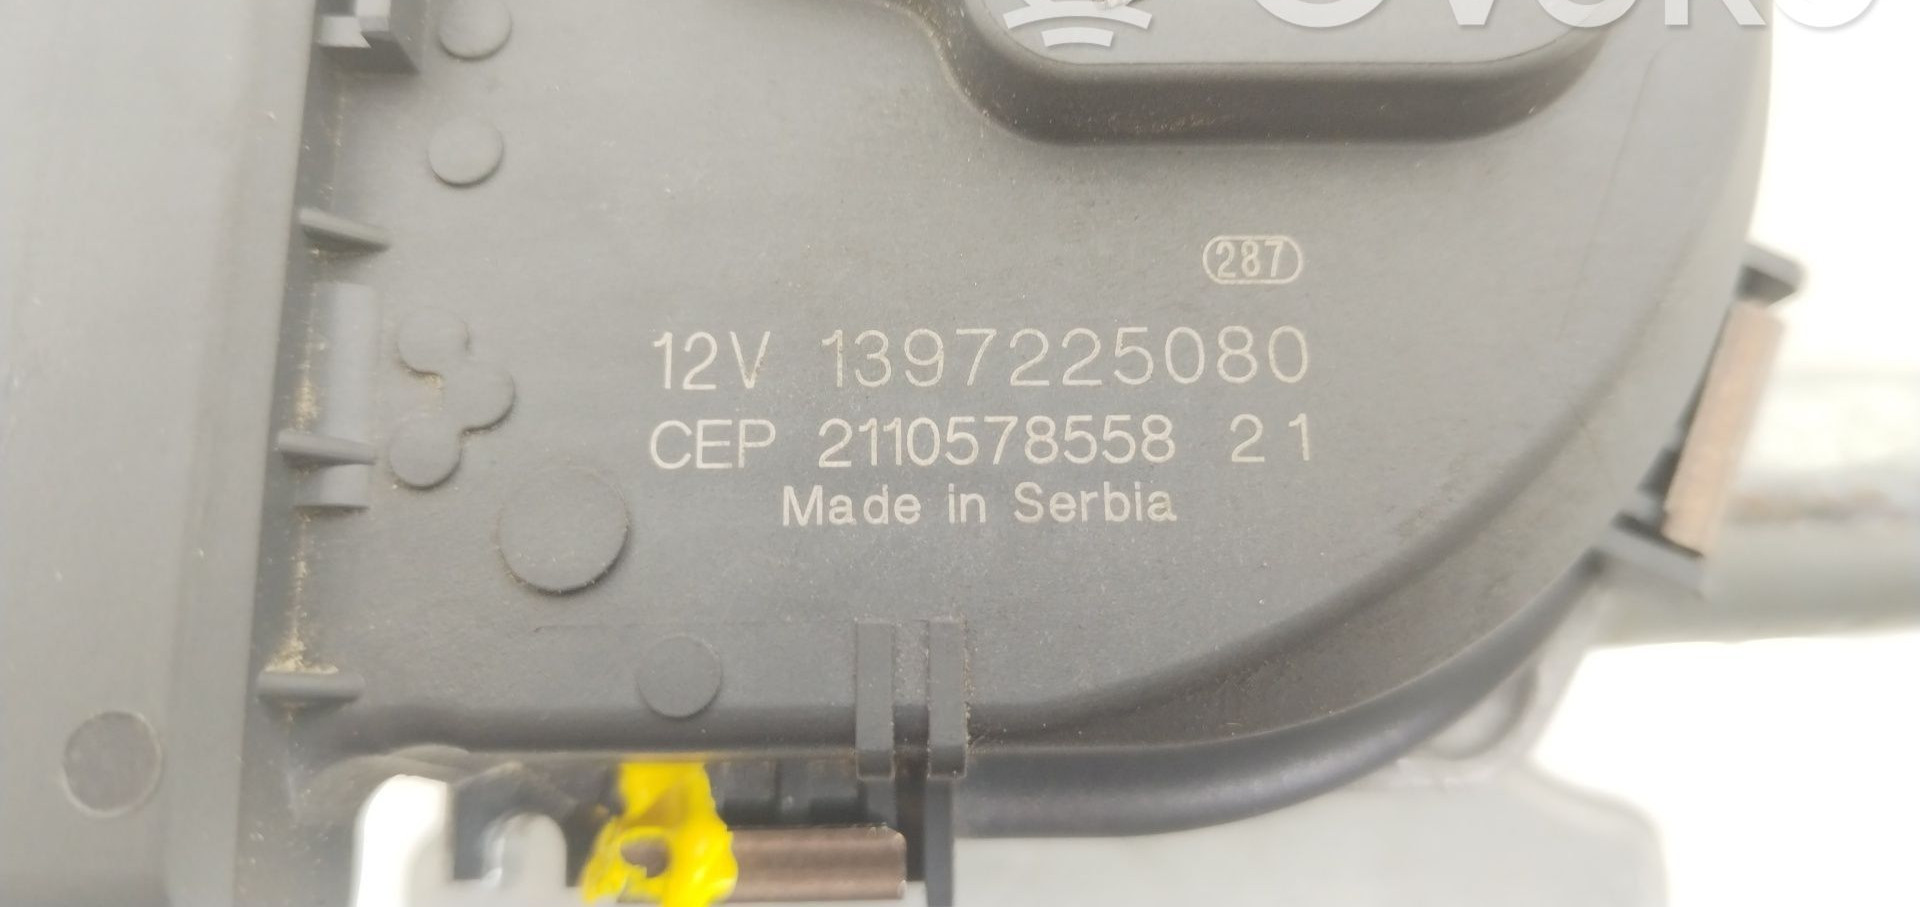 287
12V 1397225080
CEP 2110578558 21
Made in Serbia